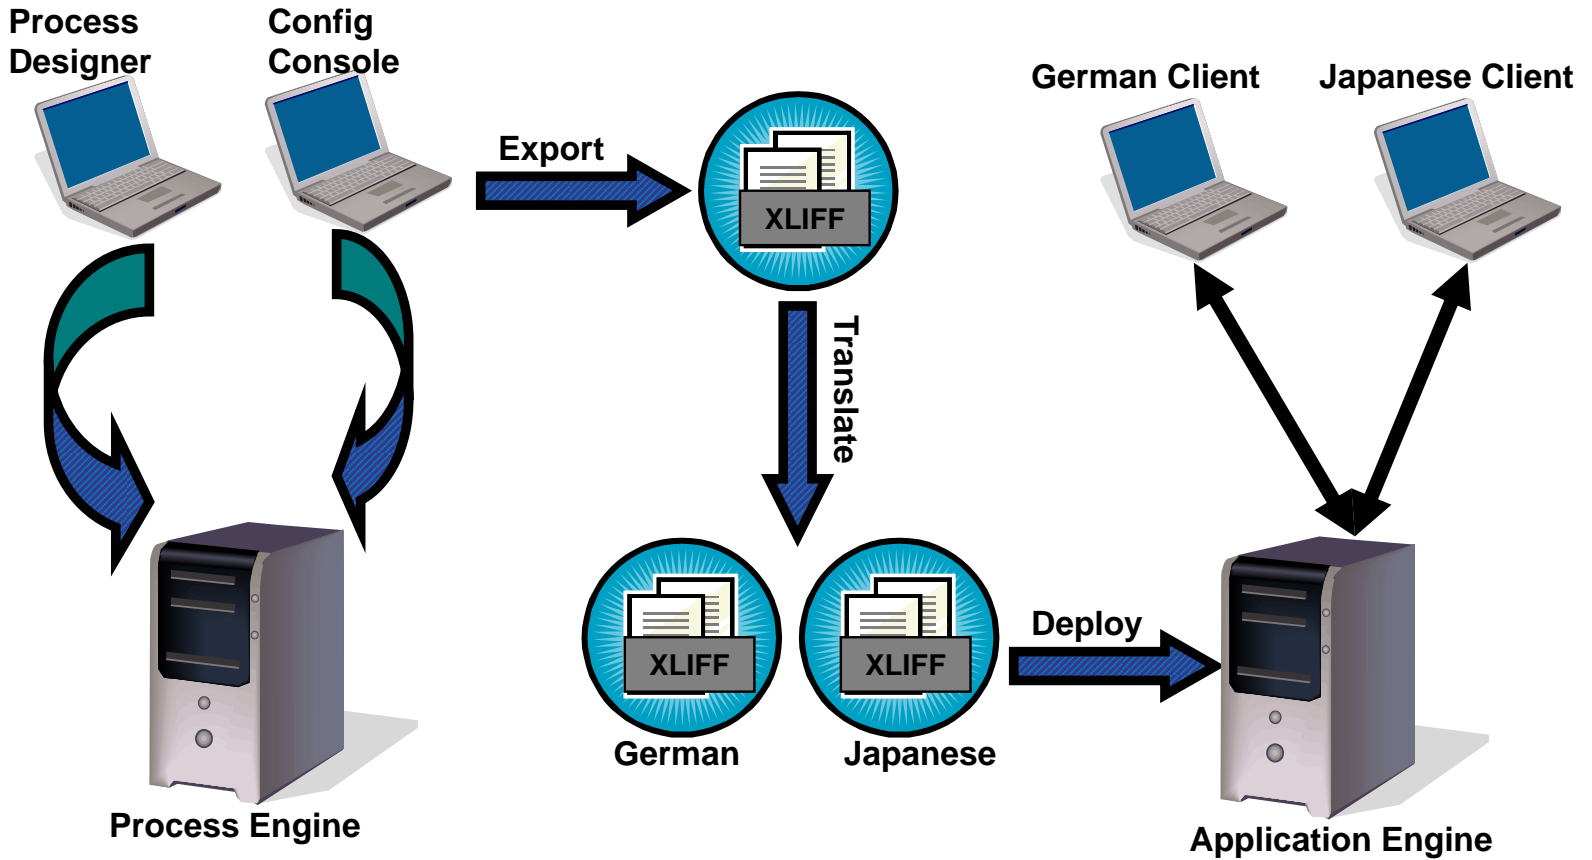 Process
Designer
Config
Console
German Client
Japanese Client
Export
XLIFF
Translate
XLIFF
XLIFF
Deploy
German
Japanese
Process Engine
Application Engine